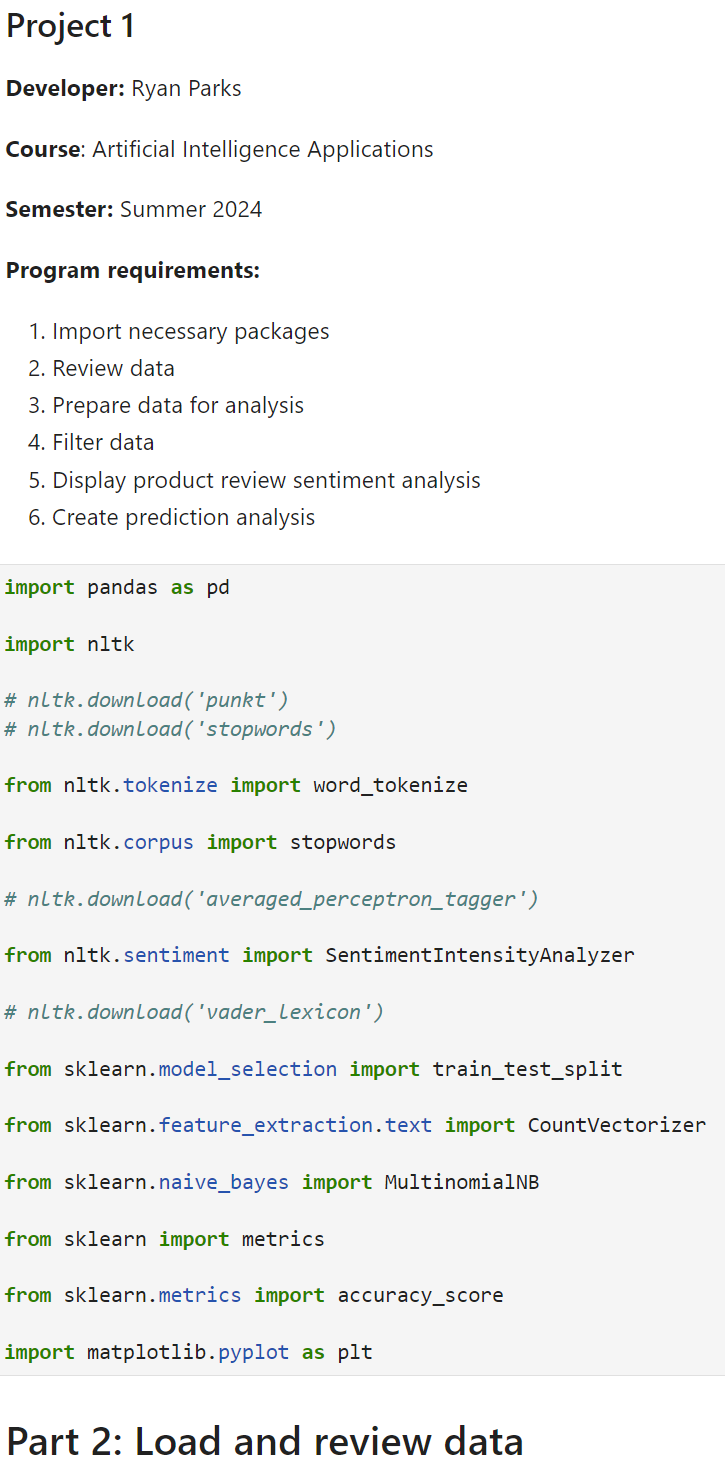 Project 1
Developer: Ryan Parks
Course: Artificial Intelligence Applications
Semester: Summer 2024
Program requirements:
1. Import necessary packages
2. Review data
3. Prepare data for analysis
4. Filter data
5. Display product review sentiment analysis
6. Create prediction analysis
import pandas as pd
import nltk
# nltk.download('punkt')
# nltk.download('stopwords')
from nltk.tokenize import word_tokenize
from nltk.corpus import stopwords
# nltk.download('averaged_perceptron_tagger')
from nltk.sentiment import SentimentIntensityAnalyzer
# nltk.download('vader_lexicon')
from sklearn.model_selection import train_test_split
from sklearn.feature_extraction.text import CountVectorizer
from sklearn.naive_bayes import MultinomialNB
from sklearn import metrics
from sklearn.metrics import accuracy_score
import matplotlib.pyplot as plt
Part 2: Load and review data